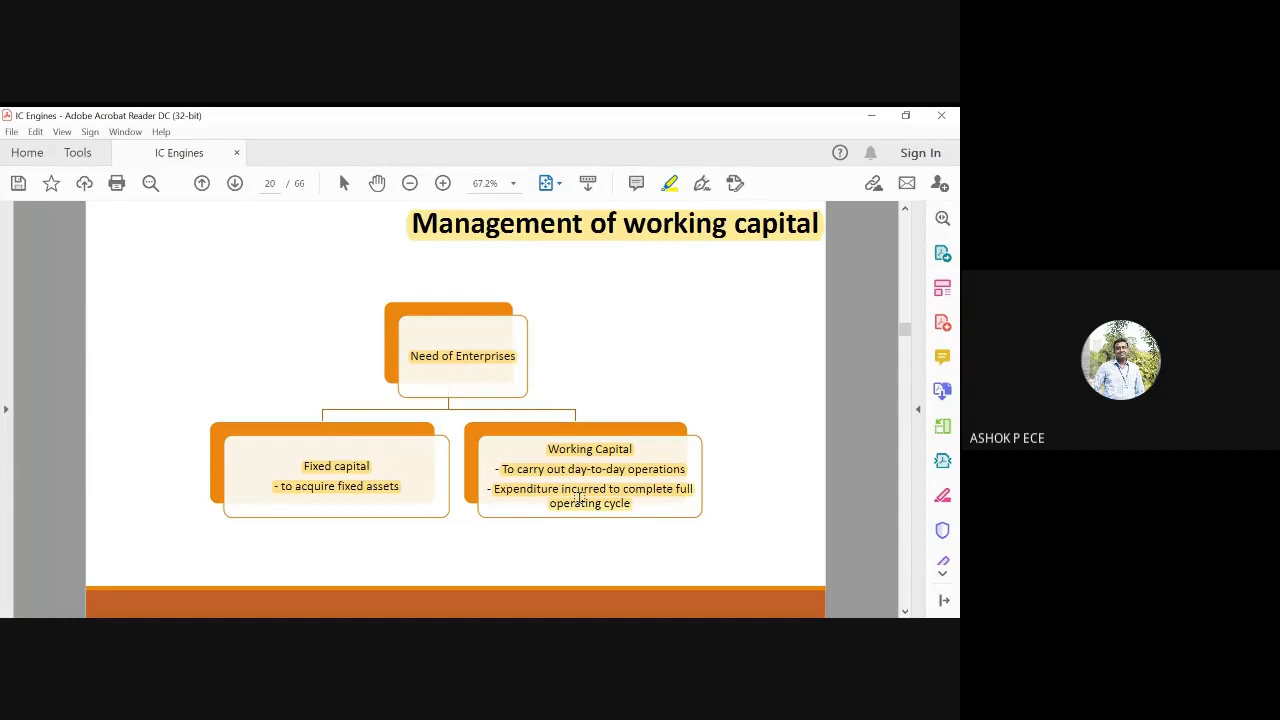 IC Engines - Adobe Acrobat Reader DC (32-bit)
File Edit View Sign Window Help
Home Tools IC Engines × Sign In
20 / 66 67.2%
Management of working capital
Need of Enterprises
Fixed capital
- to acquire fixed assets
Working Capital
- To carry out day-to-day operations
- Expenditure incurred to complete full
operating cycle
ASHOK P ECE